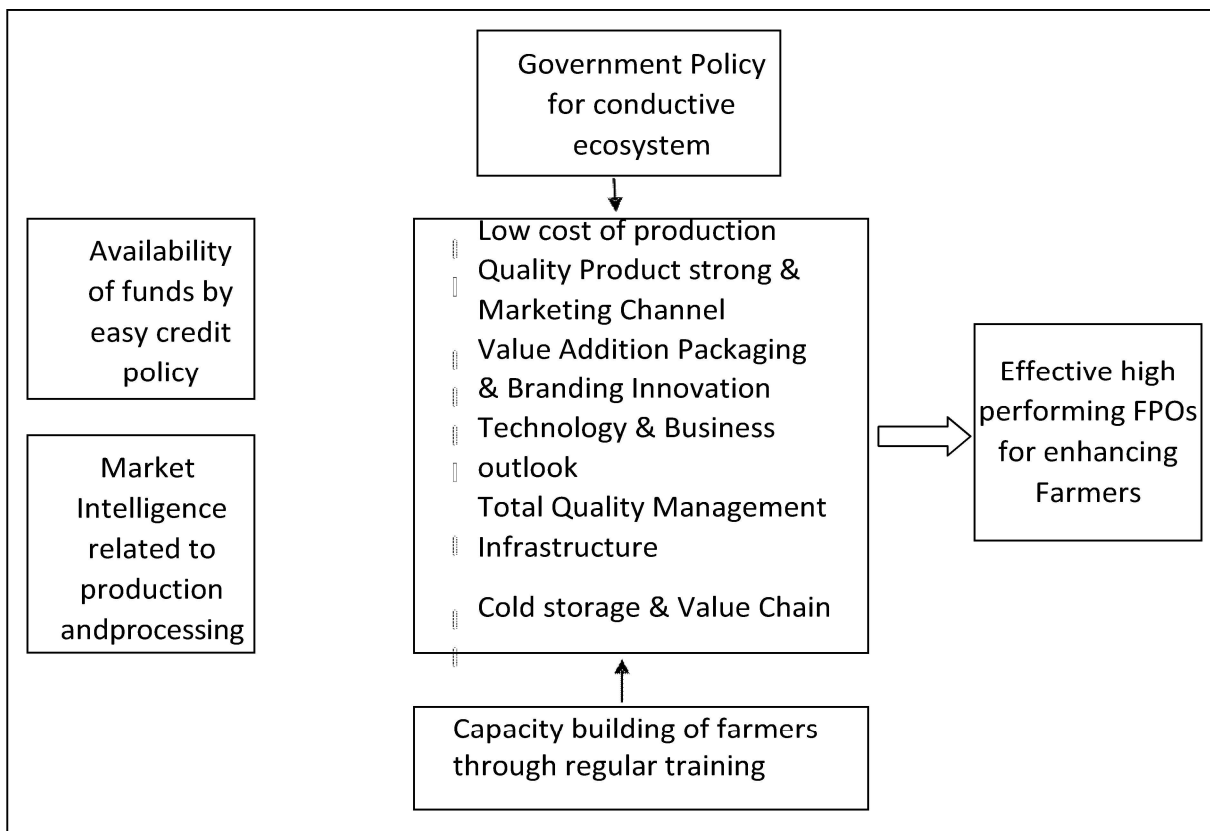 Government Policy
for conductive
ecosystem
Availability
of funds by
easy credit
policy
Market
Intelligence
related to
production
andprocessing
Low cost of production
Quality Product strong &
Marketing Channel
Value Addition Packaging
& Branding Innovation
Technology & Business
outlook
Total Quality Management
Infrastructure
Cold storage & Value Chain
Effective high
performing FPOs
for enhancing
Farmers
Capacity building of farmers
through regular training